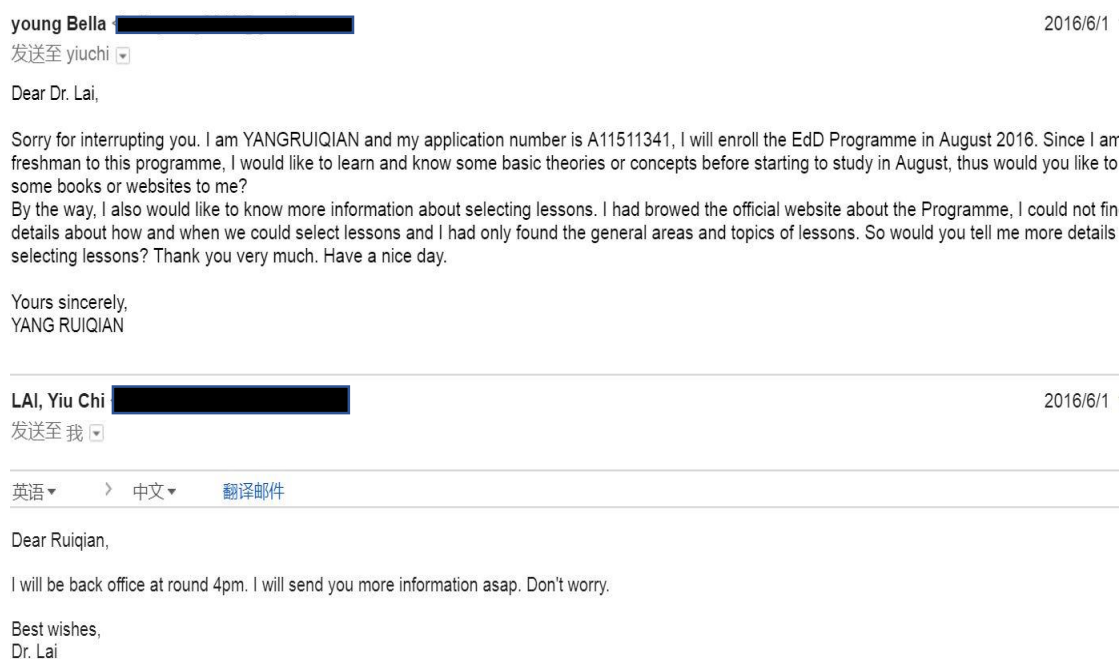 young Bella
2016/6/1
发送至 yiuchi
Dear Dr. Lai,
Sorry for interrupting you. I am YANGRUIQIAN and my application number is A11511341, I will enroll the EdD Programme in August 2016. Since I am
freshman to this programme, I would like to learn and know some basic theories or concepts before starting to study in August, thus would you like to
some books or websites to me?
By the way, I also would like to know more information about selecting lessons. I had browed the official website about the Programme, I could not fin
details about how and when we could select lessons and I had only found the general areas and topics of lessons. So would you tell me more details
selecting lessons? Thank you very much. Have a nice day.
Yours sincerely,
YANG RUIQIAN
LAI, Yiu Chi
2016/6/1
发送至 我
英语 > 中文 翻译邮件
Dear Ruiqian,
I will be back office at round 4pm. I will send you more information asap. Don't worry.
Best wishes,
Dr. Lai